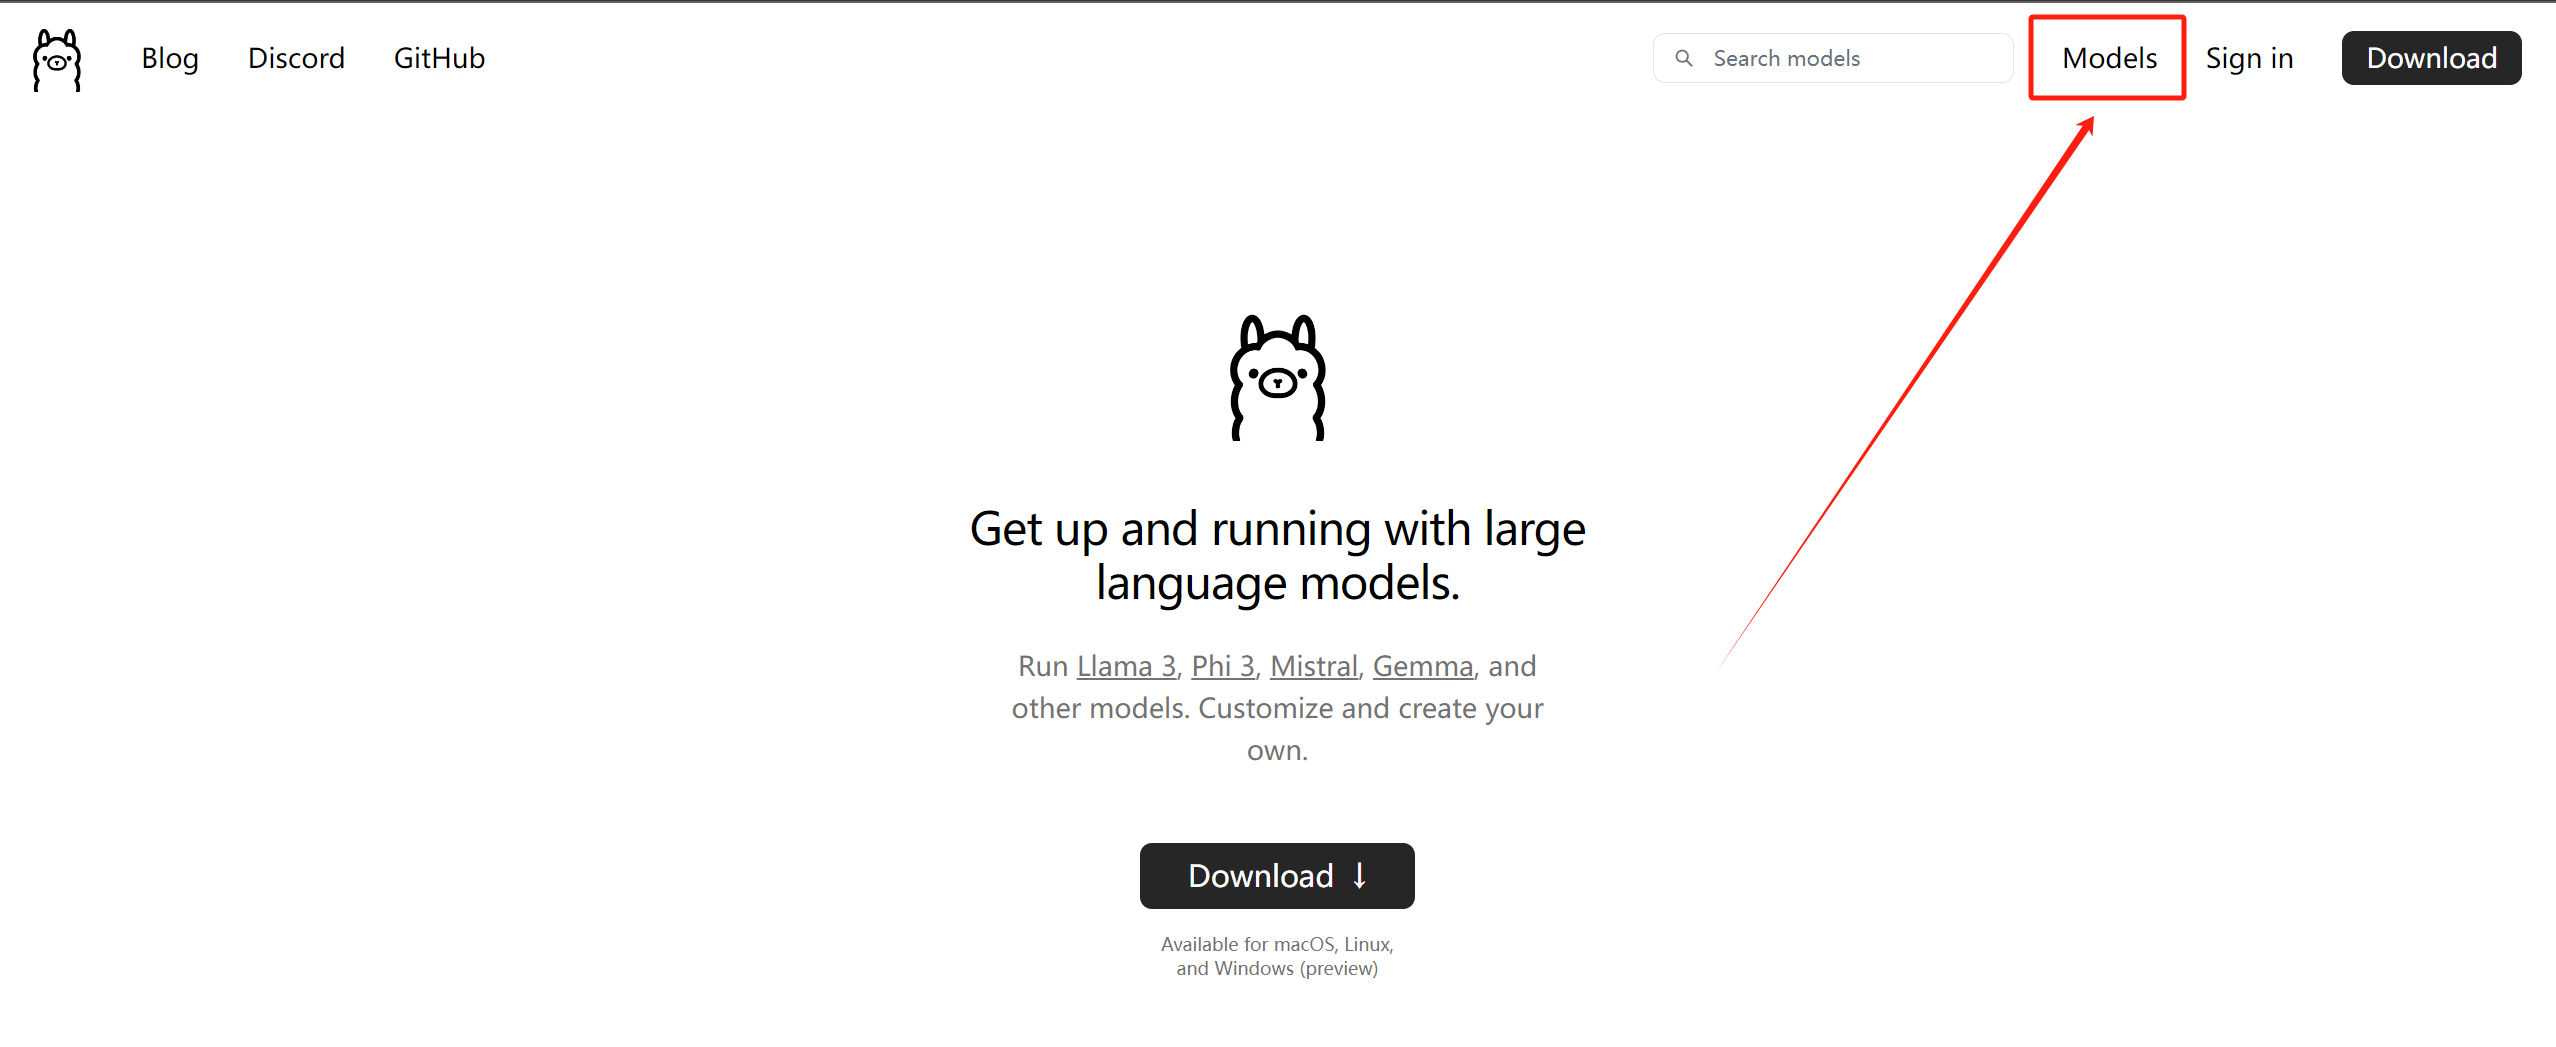 Blog Discord GitHub Search models Models Sign in Download
Get up and running with large
language models.
Run Llama 3, Phi 3, Mistral, Gemma, and
other models. Customize and create your
own.
Download ↓
Available for macOS, Linux,
and Windows (preview)